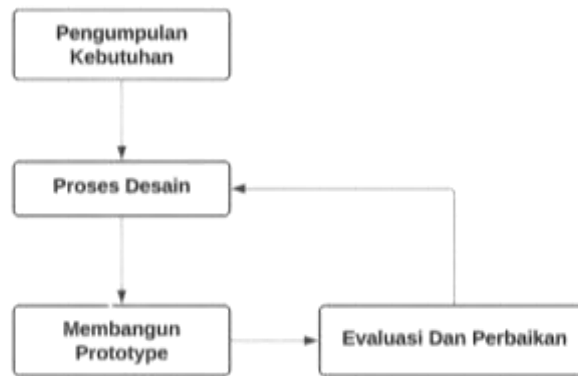 Pengumpulan
Kebutuhan
Proses Desain
Membangun
Prototype
Evaluasi Dan Perbaikan